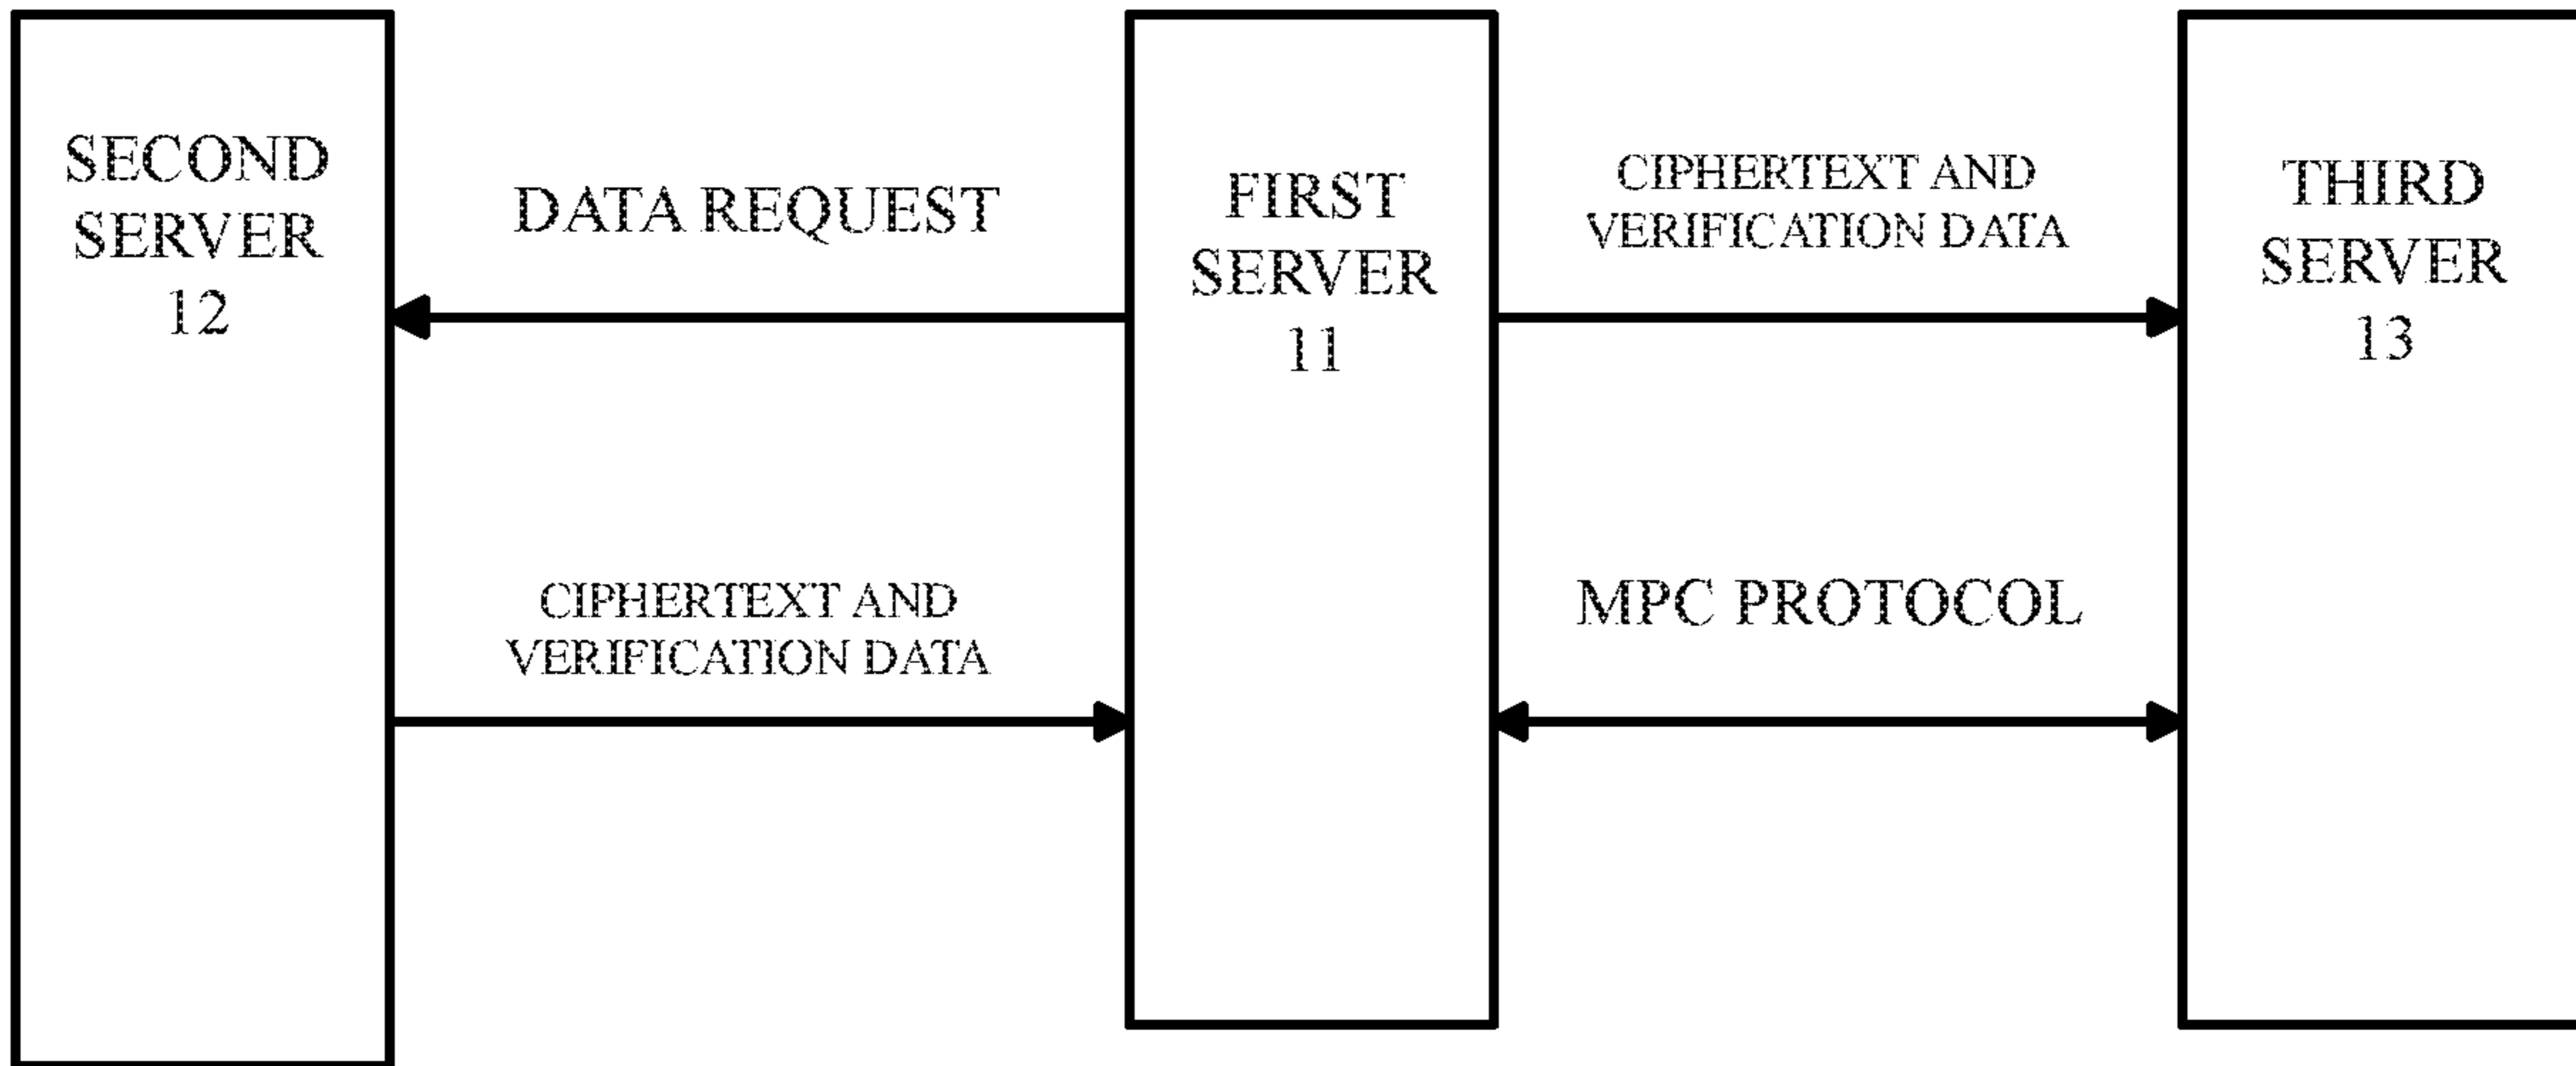 SECOND
SERVER
12
DATA REQUEST
CIPHERTEXT AND
VERIFICATION DATA
FIRST
SERVER
11
CIPHERTEXT AND
VERIFICATION DATA
MPC PROTOCOL
THIRD
SERVER
13